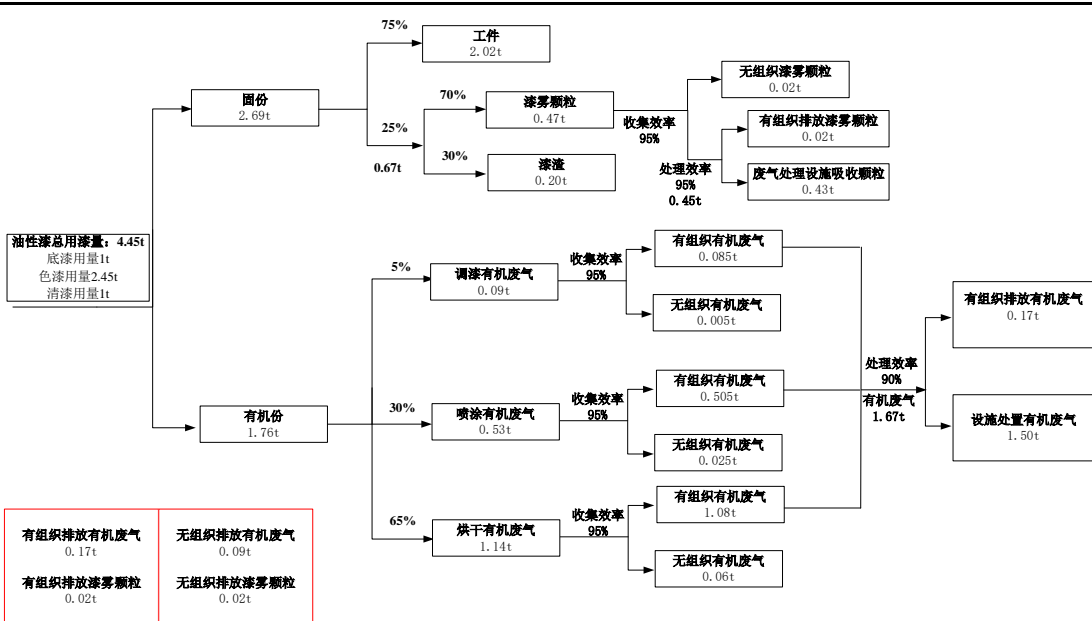 75%
工件
2.02t
固份
2.69t
25%
0.67t
70%
漆雾颗粒
0.47t
30%
漆渣
0.20t
收集效率
95%
无组织漆雾颗粒
0.02t
处理效率
95%
0.45t
有组织排放漆雾颗粒
0.02t
废气处理设施吸收颗粒
0.43t
油性漆总用漆量：4.45t
底漆用量1t
色漆用量2.45t
清漆用量1t
有机份
1.76t
5%
调漆有机废气
0.09t
收集效率
95%
有组织有机废气
0.085t
无组织有机废气
0.005t
30%
喷涂有机废气
0.53t
收集效率
95%
有组织有机废气
0.505t
无组织有机废气
0.025t
65%
烘干有机废气
1.14t
收集效率
95%
有组织有机废气
1.08t
无组织有机废气
0.06t
处理效率
90%
有机废气
1.67t
有组织排放有机废气
0.17t
设施处置有机废气
1.50t
有组织排放有机废气
0.17t
无组织排放有机废气
0.09t
有组织排放漆雾颗粒
0.02t
无组织排放漆雾颗粒
0.02t